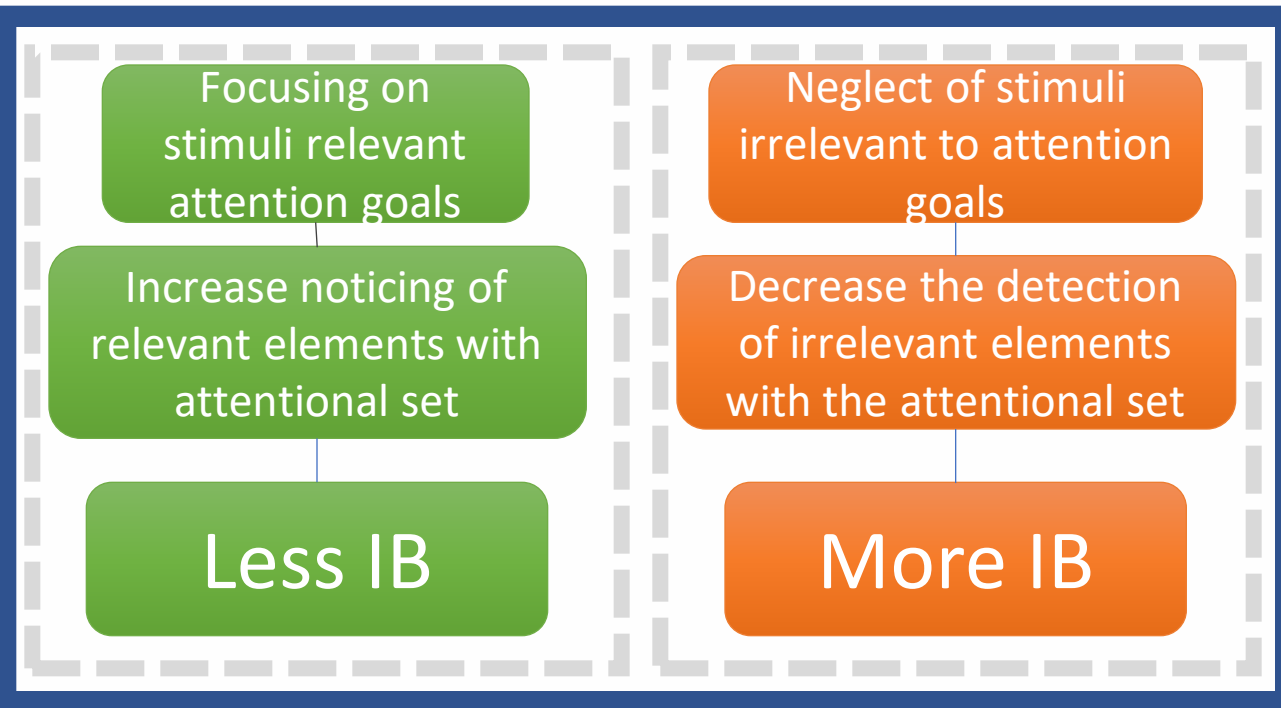 Focusing on
stimuli relevant
attention goals
Increase noticing of
relevant elements with
attentional set
Less IB
Neglect of stimuli
irrelevant to attention
goals
Decrease the detection
of irrelevant elements
with the attentional set
More IB